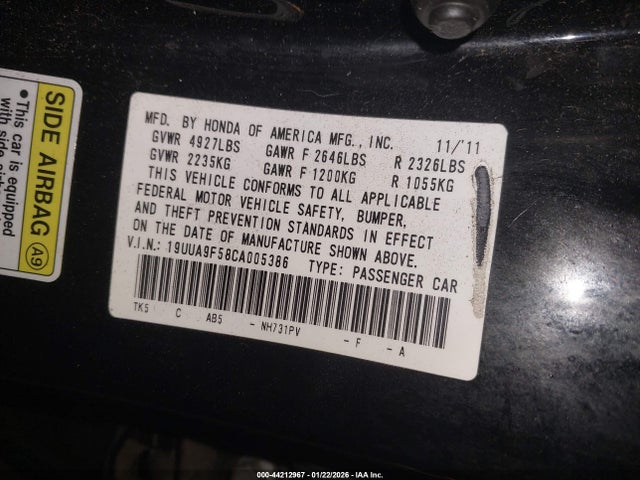 SIDE AIRBAG A9
•This car is equipped
with side airbag
MFD. BY HONDA OF AMERICA MFG., INC. 11/'11
GVWR 4927LBS GAWR F 2646LBS R 2326LBS
GVWR 2235KG GAWR F 1200KG R 1055KG
THIS VEHICLE CONFORMS TO ALL APPLICABLE
FEDERAL MOTOR VEHICLE SAFETY, BUMPER,
AND THEFT PREVENTION STANDARDS IN EFFECT
ON THE DATE OF MANUFACTURE SHOWN ABOVE.
V.I.N.: 19UUA9F58CA005386 TYPE: PASSENGER CAR
TK5 C AB5 - NH731PV - F - A
000-44212967 - 01/22/2026 - IAA Inc.